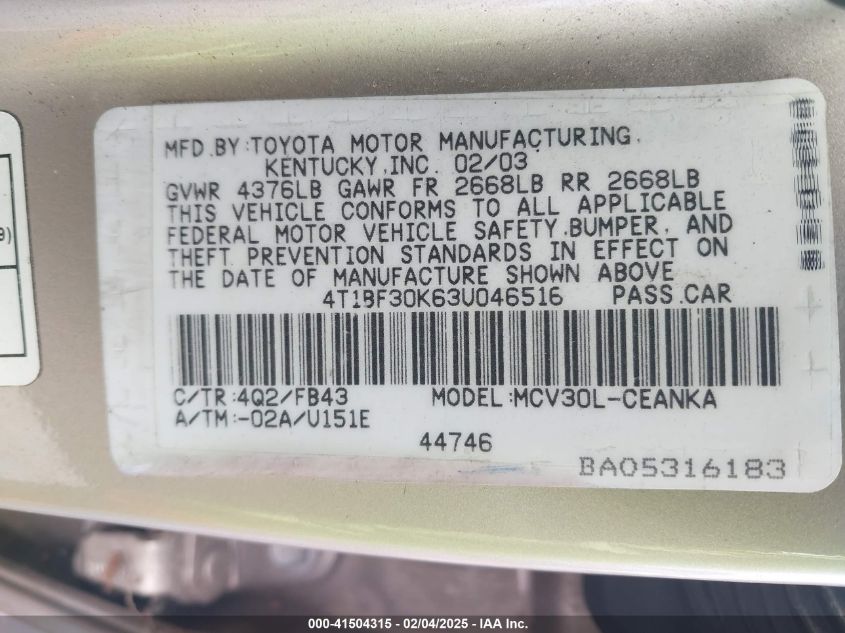 MFD.BY:TOYOTA MOTOR MANUFACTURING,
KENTUCKY,INC. 02/03
GVWR 4376LB GAWR FR 2668LB RR 2668LB
THIS VEHICLE CONFORMS TO ALL APPLICABLE
FEDERAL MOTOR VEHICLE SAFETY,BUMPER, AND
THEFT PREVENTION STANDARDS IN EFFECT ON
THE DATE OF MANUFACTURE SHOWN ABOVE
4T1BF30K63U046516 PASS.CAR
C/TR:4Q2/FB43 MODEL:MCV30L-CEANKA
A/TM:-02A/U151E
44746
BA05316183
9)
000-41504315 - 02/04/2025 - IAA Inc.